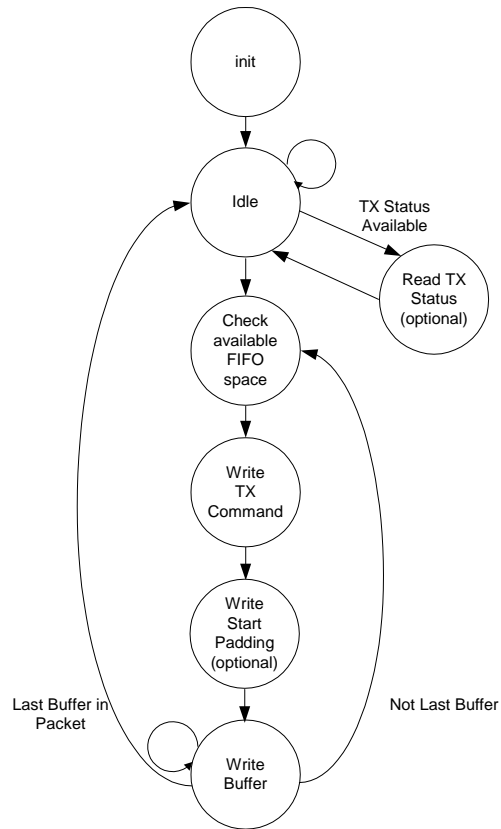 init
Idle
TX Status
Available
Read TX
Status
(optional)
Check
available
FIFO
space
Write
TX
Command
Write
Start
Padding
(optional)
Last Buffer in
Packet
Not Last Buffer
Write
Buffer